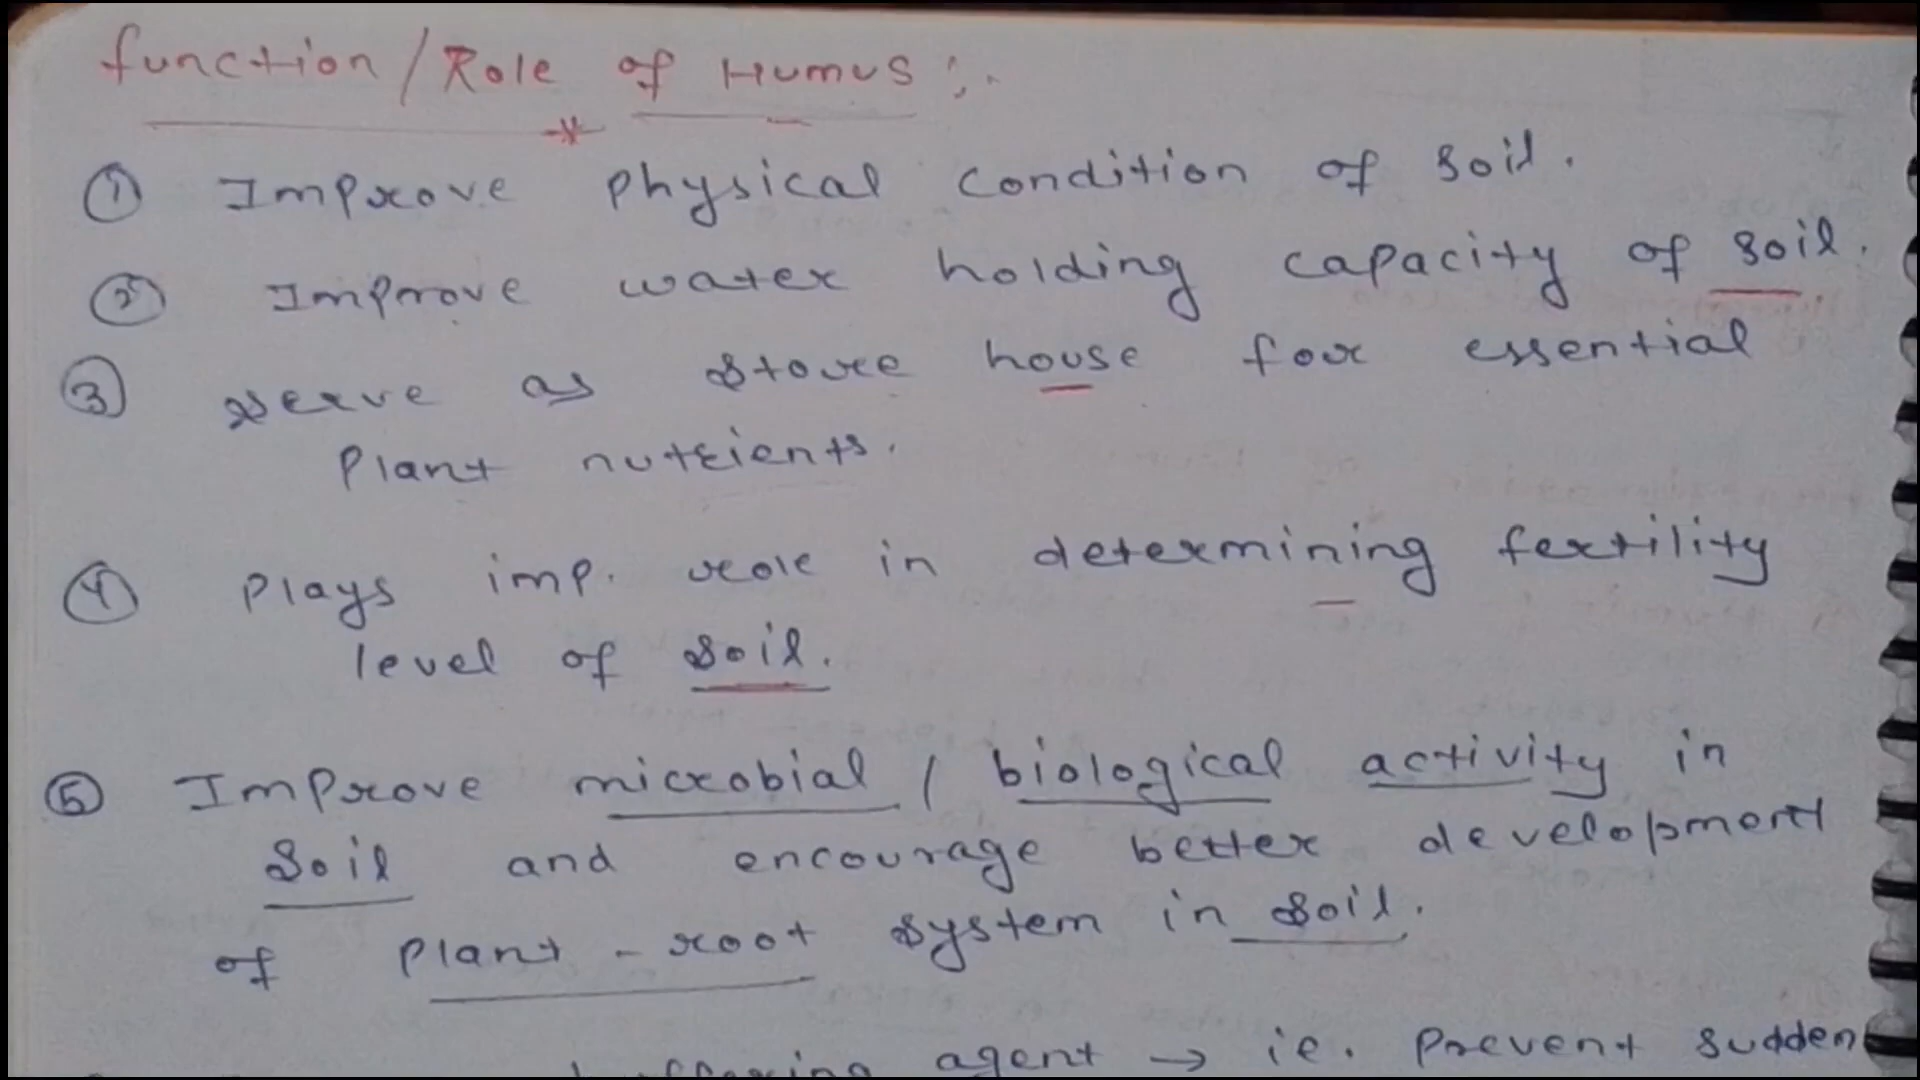 function / Role of Humus :-
① Improve physical condition of soil.
② Improve water holding capacity of soil.
③ serve as store house for essential
Plant nutrients.
④ Plays imp. role in determining fertility
level of soil.
⑤ Improve microbial / biological activity in
soil and encourage better development
of Plant - root system in soil.
agent → ie. Prevent sudden